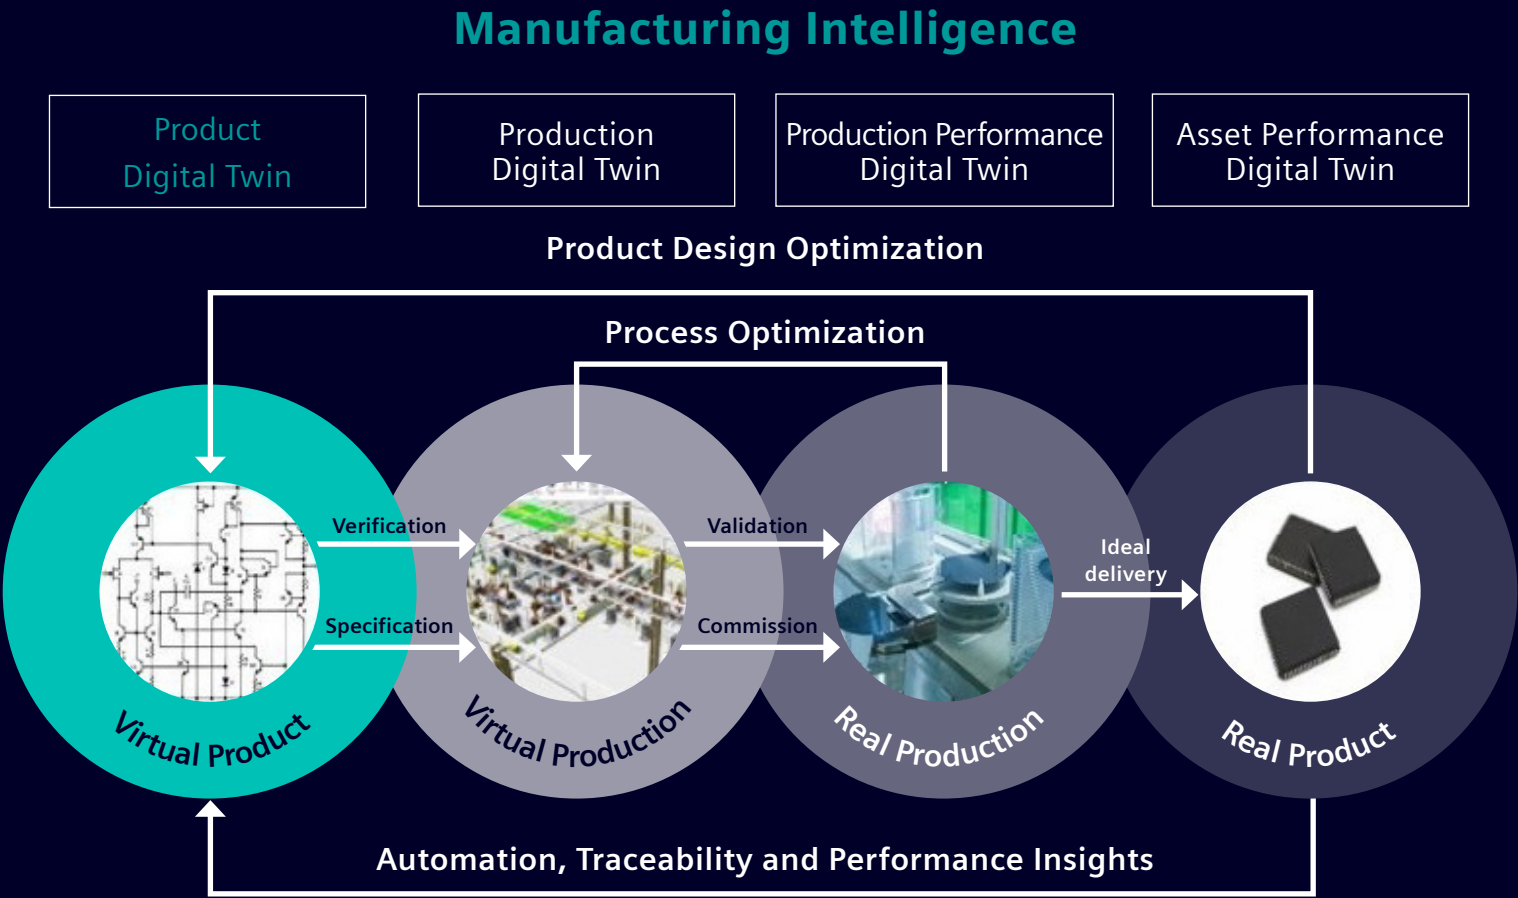 Manufacturing Intelligence
Product
Digital Twin
Production
Digital Twin
Production Performance
Digital Twin
Asset Performance
Digital Twin
Product Design Optimization
Process Optimization
Verification
Specification
Validation
Commission
Ideal
delivery
Virtual Product
Virtual Production
Real Production
Real Product
Automation, Traceability and Performance Insights